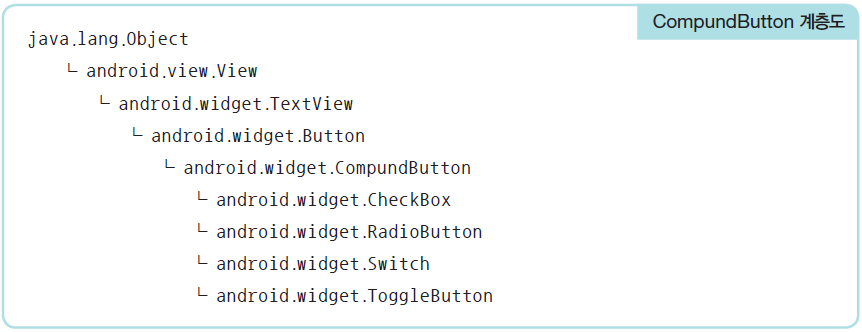 CompundButton 계층도
java.lang.Object
└ android.view.View
└ android.widget.TextView
└ android.widget.Button
└ android.widget.CompundButton
└ android.widget.CheckBox
└ android.widget.RadioButton
└ android.widget.Switch
└ android.widget.ToggleButton